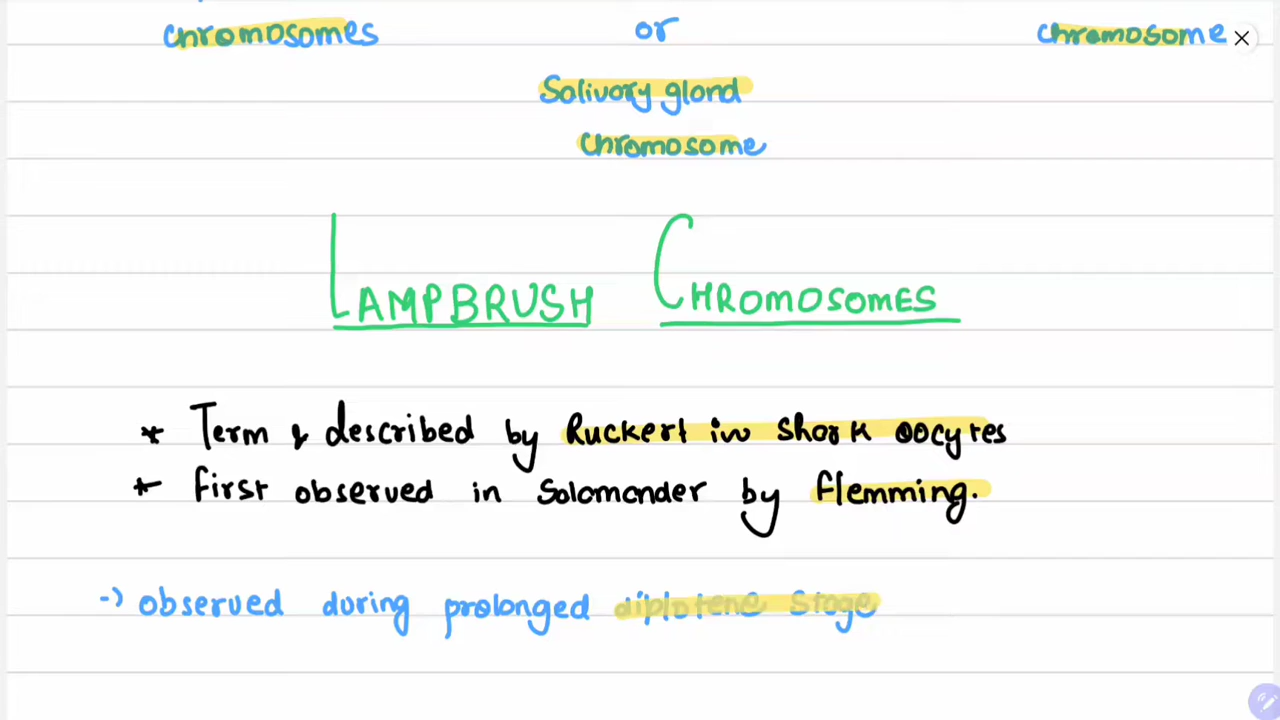 chromosomes or chromosome
Salivary gland
chromosome
LAMPBRUSH CHROMOSOMES
* Term & described by Ruckert in Shark oocytes
* First observed in Salamander by flemming.
-> observed during prolonged diplotene stage